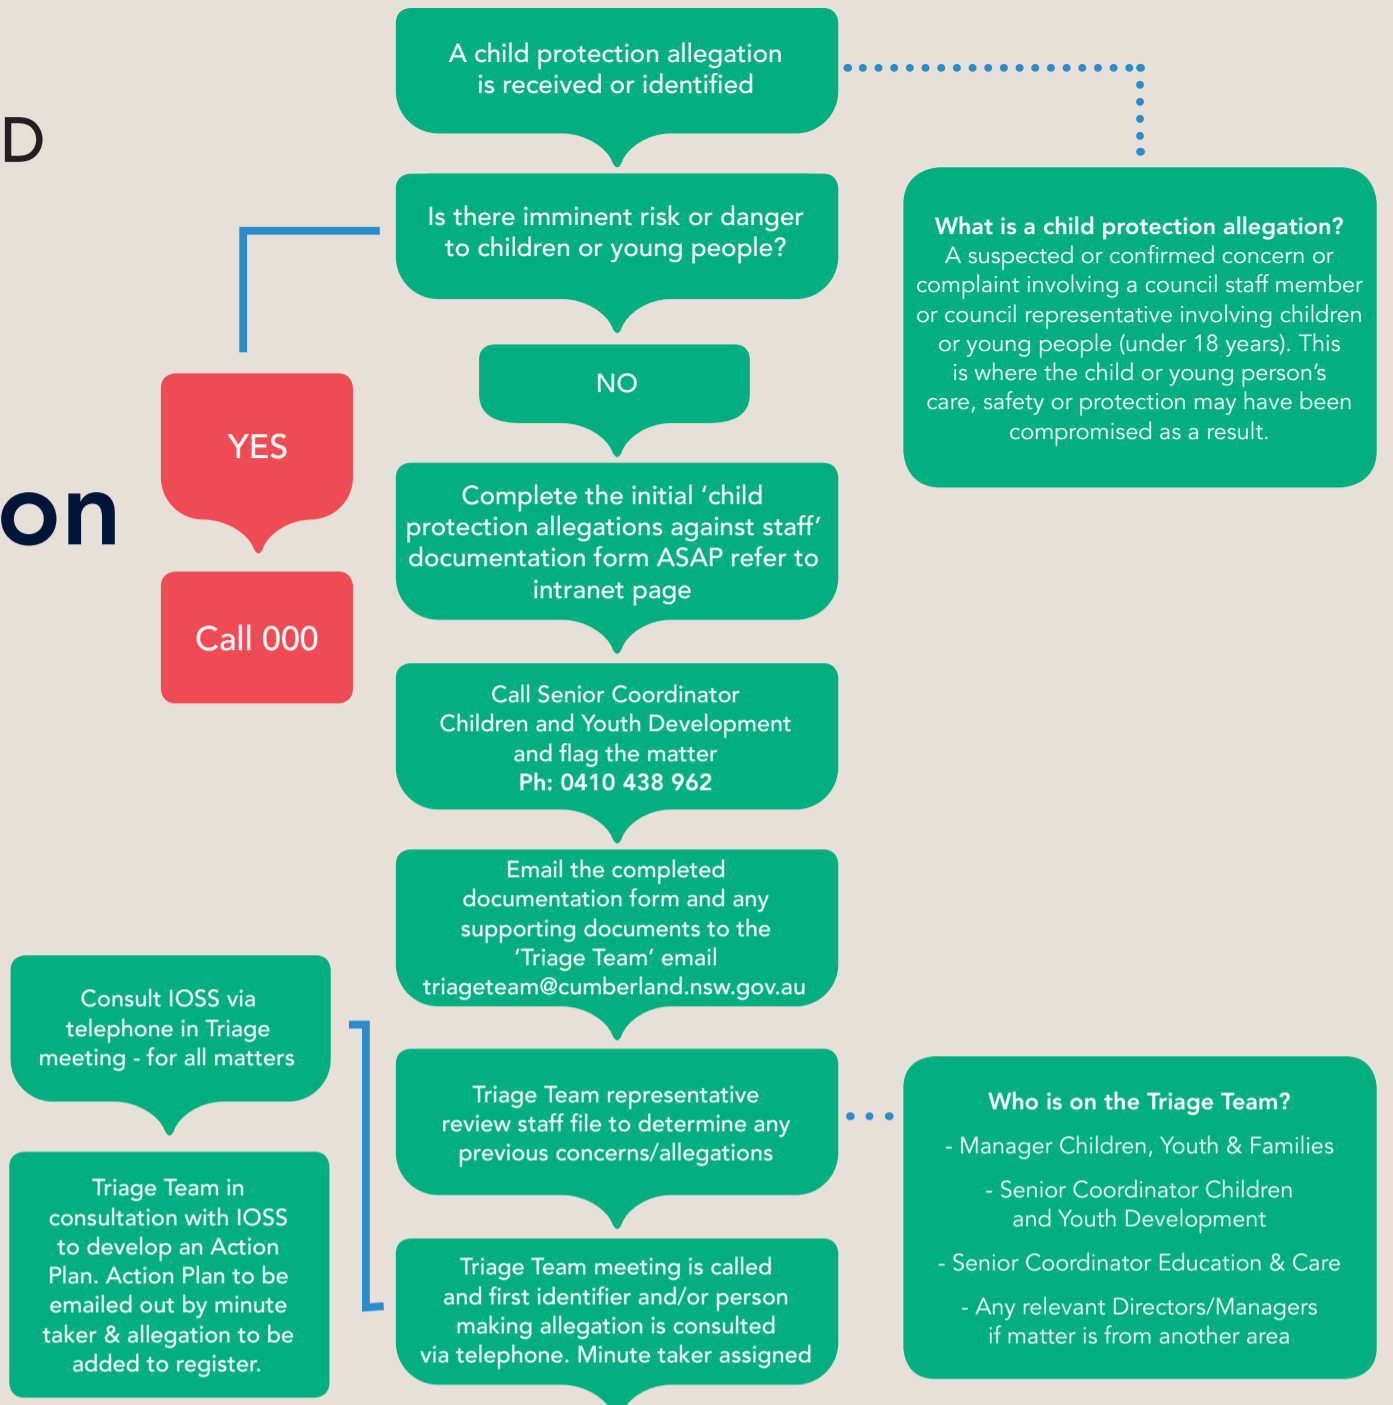 A child protection allegation
is received or identified
D
Is there imminent risk or danger
to children or young people?
What is a child protection allegation?
A suspected or confirmed concern or
complaint involving a council staff member
or council representative involving children
or young people (under 18 years). This
is where the child or young person’s
care, safety or protection may have been
compromised as a result.
NO
YES
on
Complete the initial ‘child
protection allegations against staff’
documentation form ASAP refer to
intranet page
Call 000
Call Senior Coordinator
Children and Youth Development
and flag the matter
Ph: 0410 438 962
Email the completed
documentation form and any
supporting documents to the
‘Triage Team’ email
triageteam@cumberland.nsw.gov.au
Consult IOSS via
telephone in Triage
meeting - for all matters
Triage Team representative
review staff file to determine any
previous concerns/allegations
Who is on the Triage Team?
- Manager Children, Youth & Families
- Senior Coordinator Children
and Youth Development
- Senior Coordinator Education & Care
- Any relevant Directors/Managers
if matter is from another area
Triage Team in
consultation with IOSS
to develop an Action
Plan. Action Plan to be
emailed out by minute
taker & allegation to be
added to register.
Triage Team meeting is called
and first identifier and/or person
making allegation is consulted
via telephone. Minute taker assigned